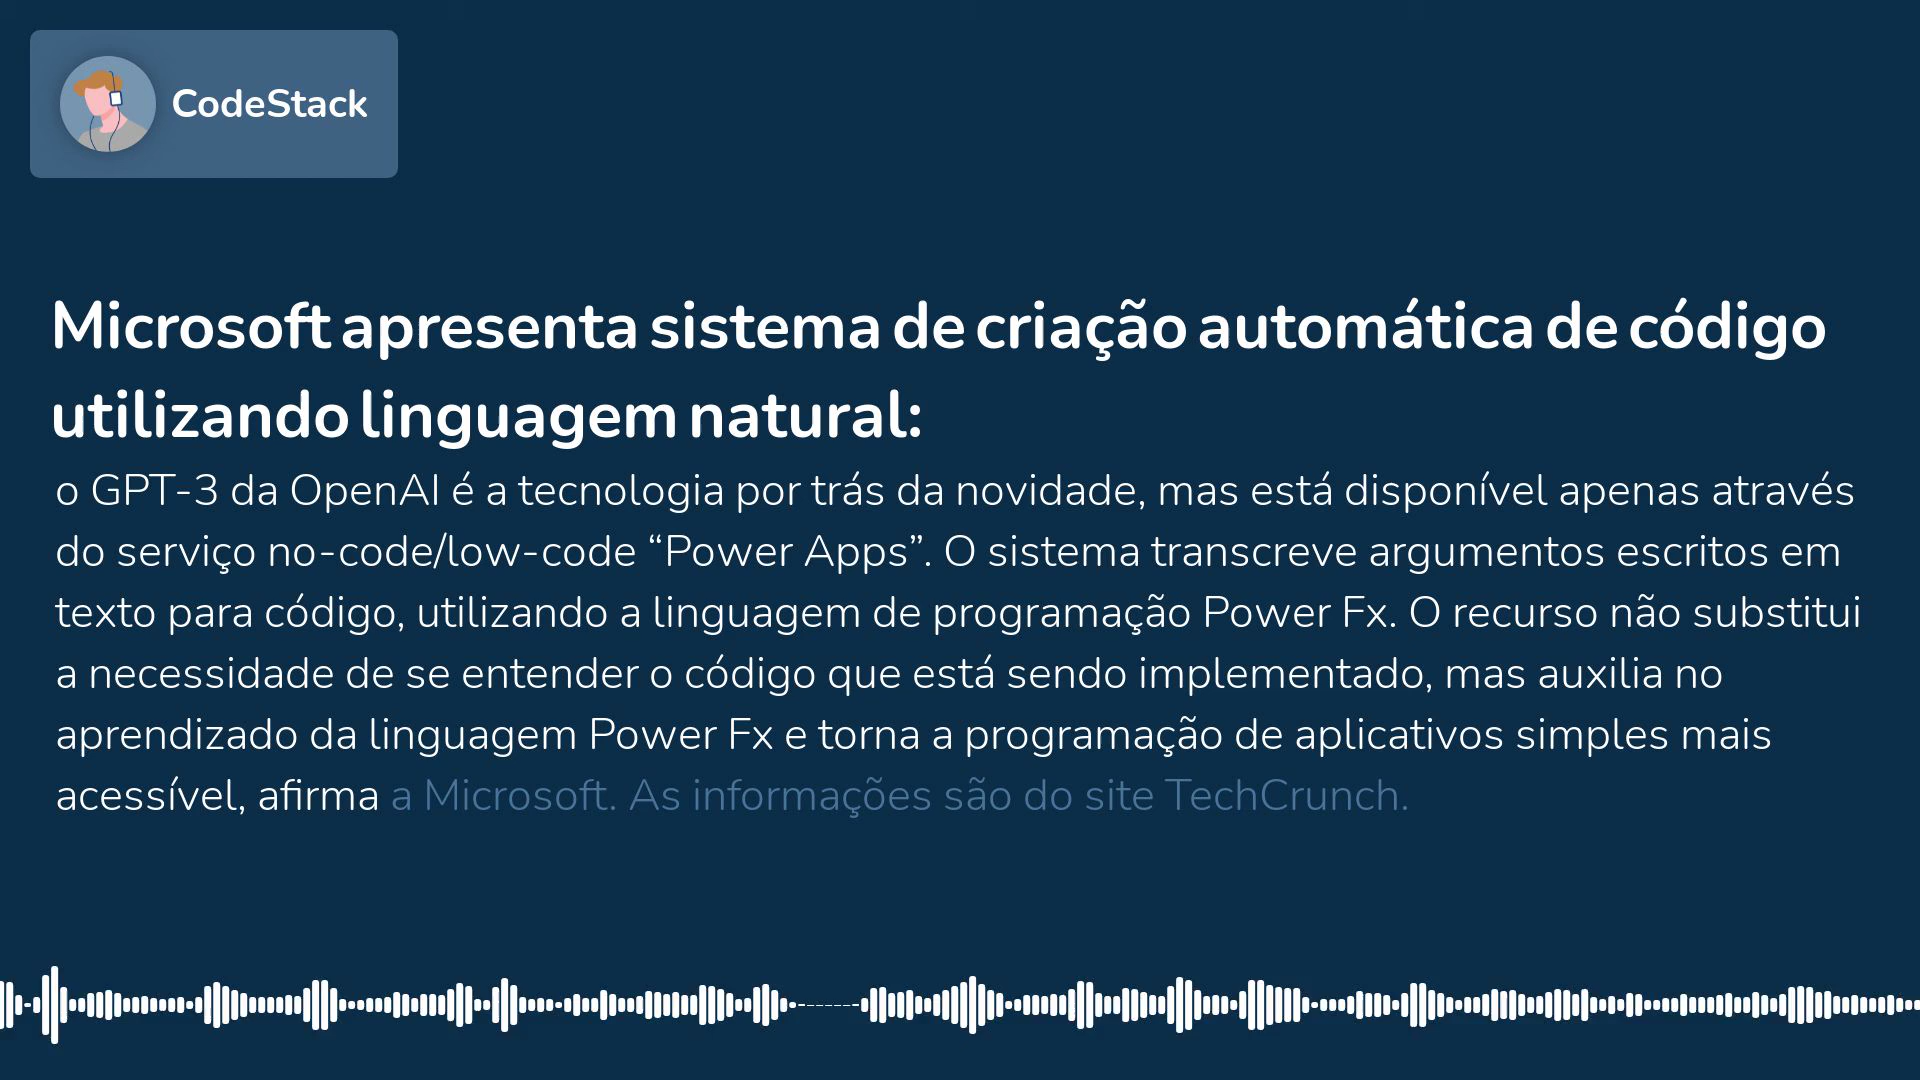 CodeStack
Microsoft apresenta sistema de criação automática de código
utilizando linguagem natural:
o GPT-3 da OpenAI é a tecnologia por trás da novidade, mas está disponível apenas através
do serviço no-code/low-code “Power Apps”. O sistema transcreve argumentos escritos em
texto para código, utilizando a linguagem de programação Power Fx. O recurso não substitui
a necessidade de se entender o código que está sendo implementado, mas auxilia no
aprendizado da linguagem Power Fx e torna a programação de aplicativos simples mais
acessível, afirma a Microsoft. As informações são do site TechCrunch.